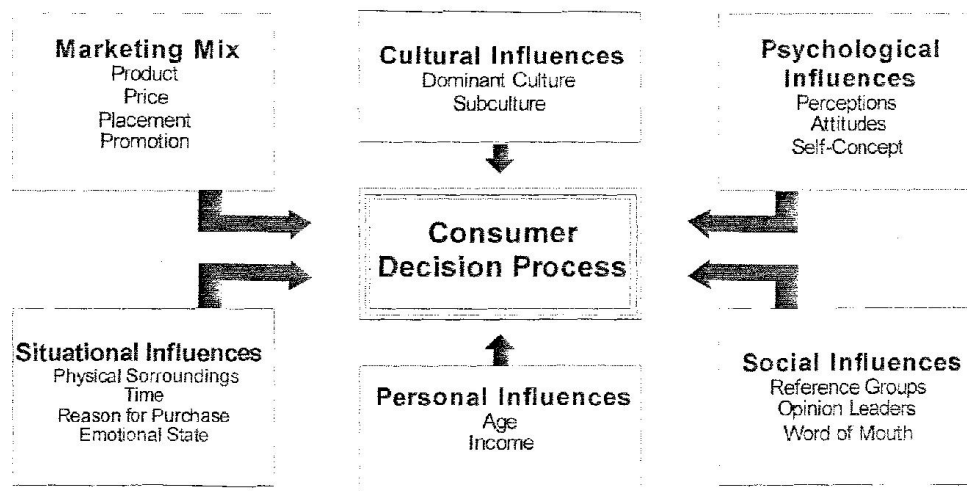 Marketing Mix
Product
Price
Placement
Promotion
Cultural Influences
Dominant Culture
Subculture
Psychological
Influences
Perceptions
Attitudes
Self-Concept
Consumer
Decision Process
Situational Influences
Physical Sorroundings
Time
Reason for Purchase
Emotional State
Personal Influences
Age
Income
Social Influences
Reference Groups
Opinion Leaders
Word of Mouth